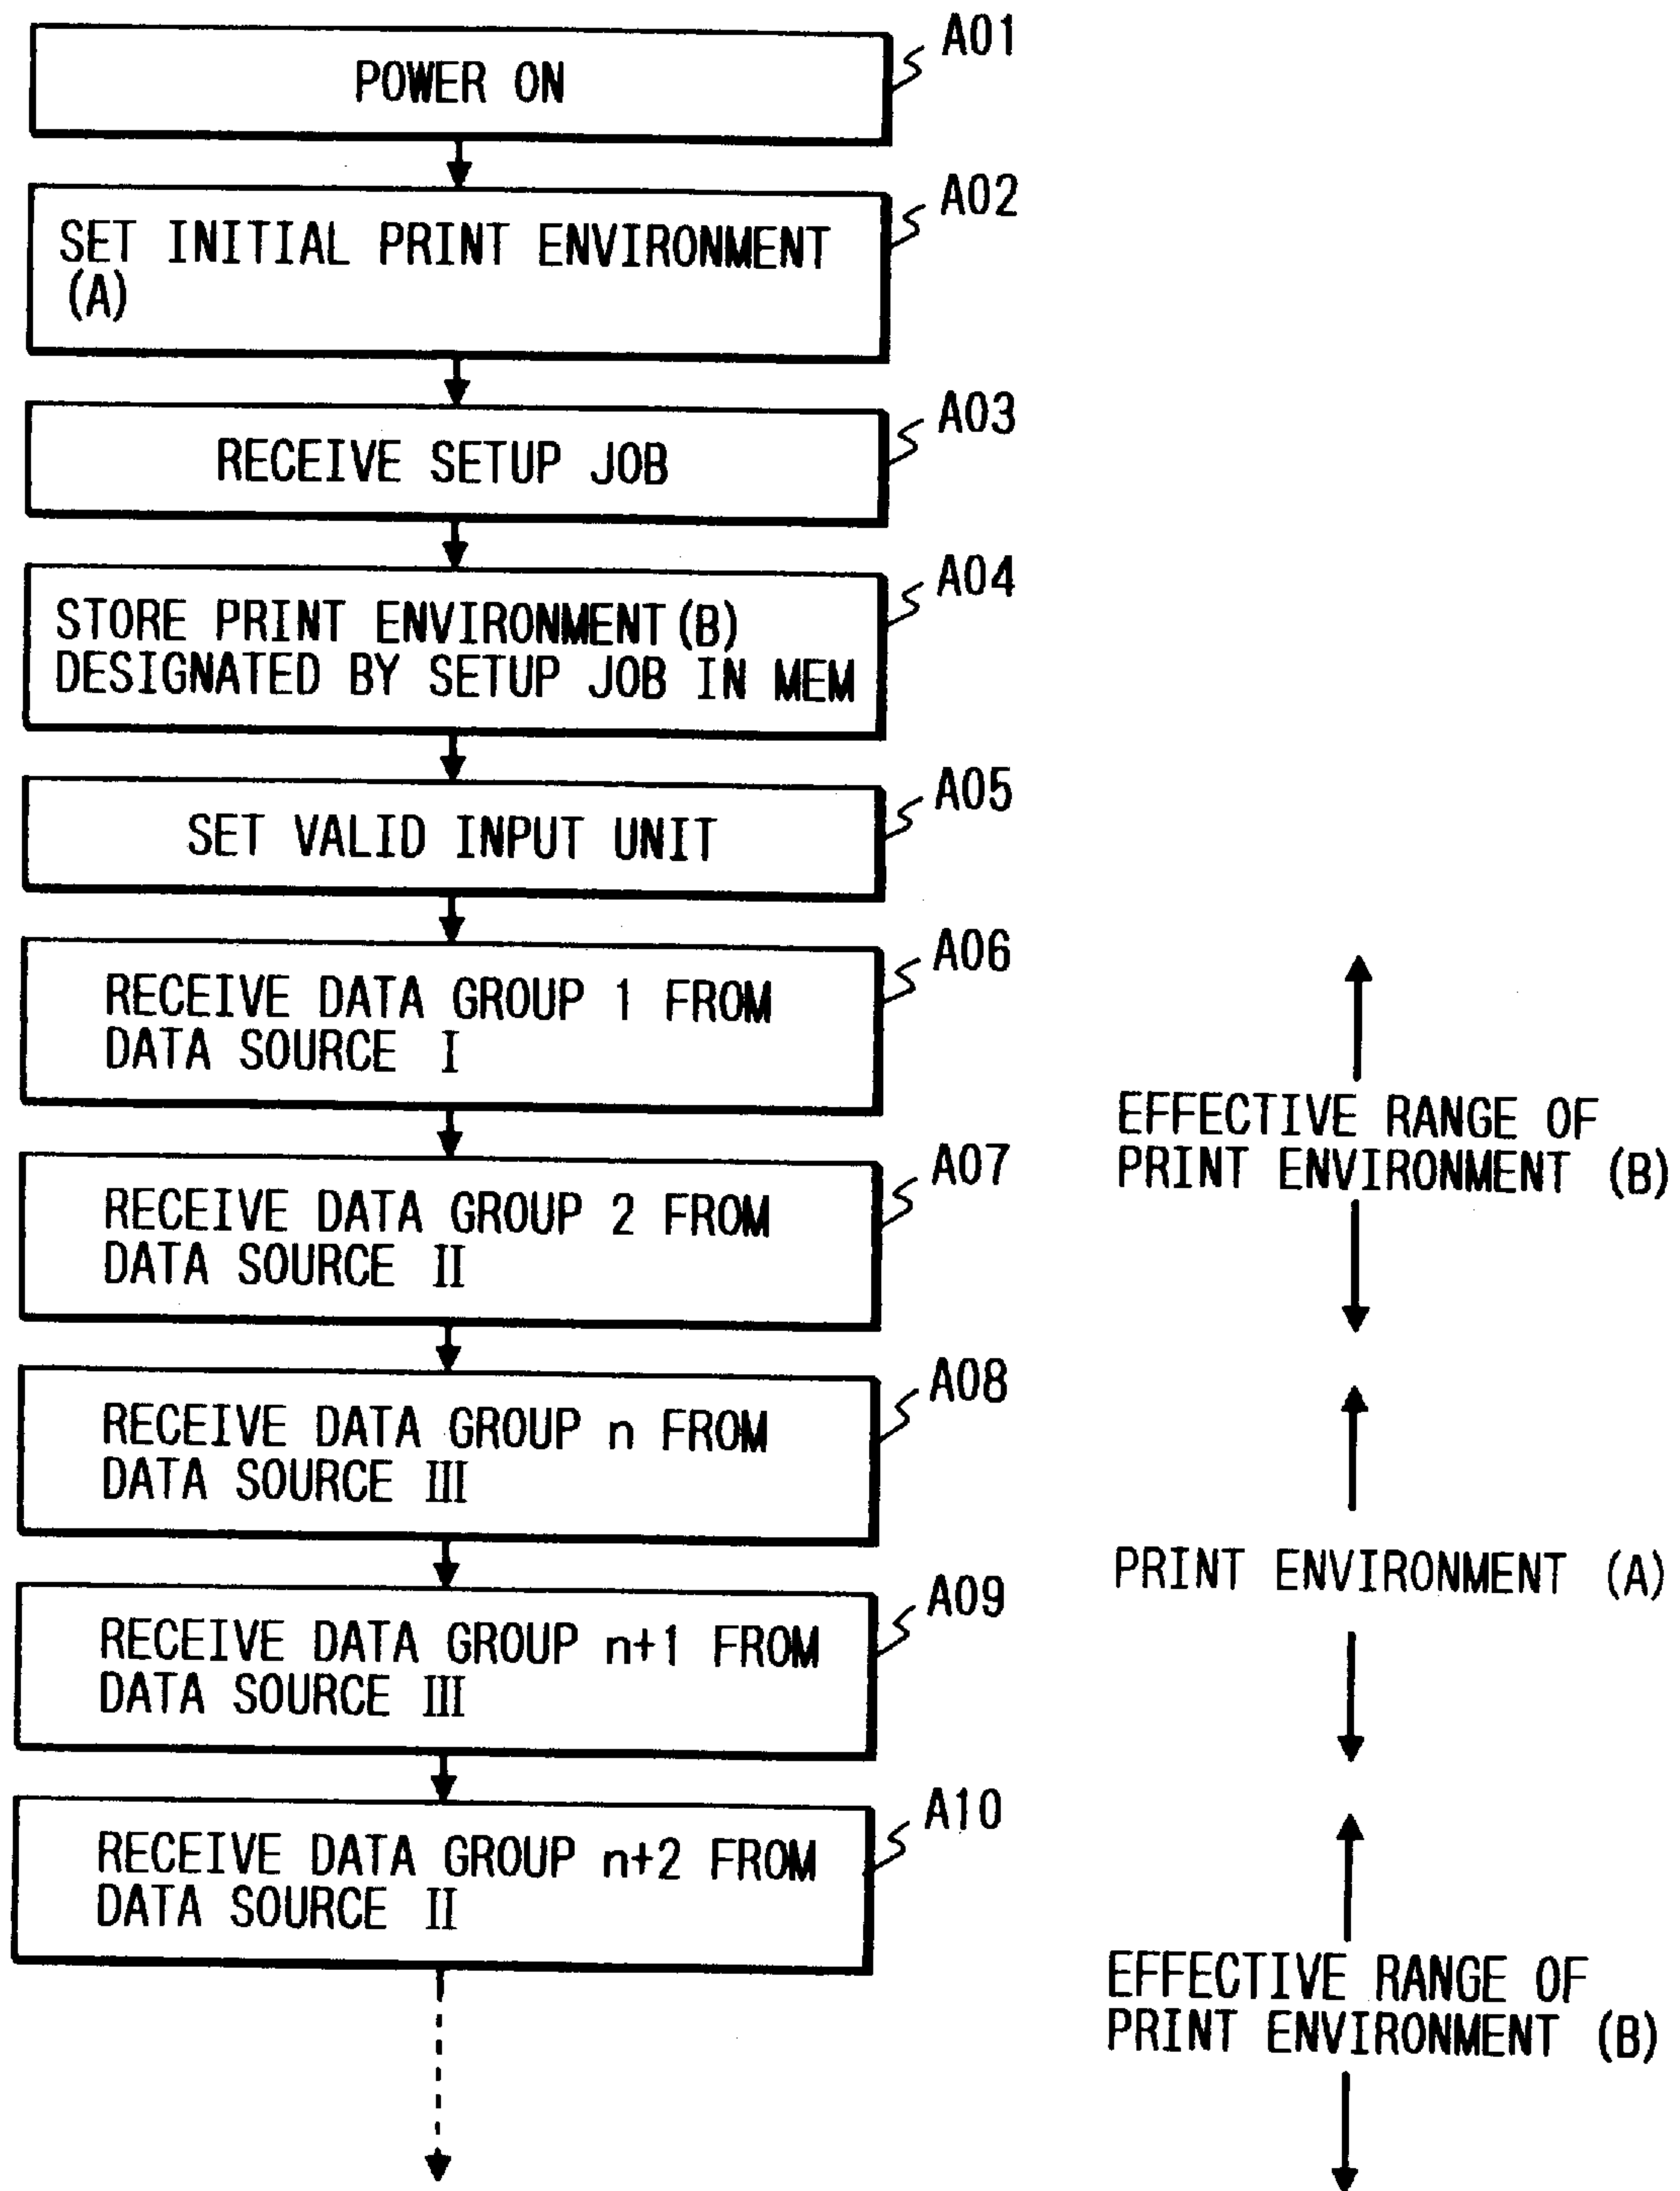 A01
POWER ON
A02
SET INITIAL PRINT ENVIRONMENT
(A)
A03
RECEIVE SETUP JOB
A04
STORE PRINT ENVIRONMENT(B)
DESIGNATED BY SETUP JOB IN MEM
A05
SET VALID INPUT UNIT
A06
RECEIVE DATA GROUP 1 FROM
DATA SOURCE I
EFFECTIVE RANGE OF
PRINT ENVIRONMENT (B)
A07
RECEIVE DATA GROUP 2 FROM
DATA SOURCE II
A08
RECEIVE DATA GROUP n FROM
DATA SOURCE III
PRINT ENVIRONMENT (A)
A09
RECEIVE DATA GROUP n+1 FROM
DATA SOURCE III
A10
RECEIVE DATA GROUP n+2 FROM
DATA SOURCE II
EFFECTIVE RANGE OF
PRINT ENVIRONMENT (B)